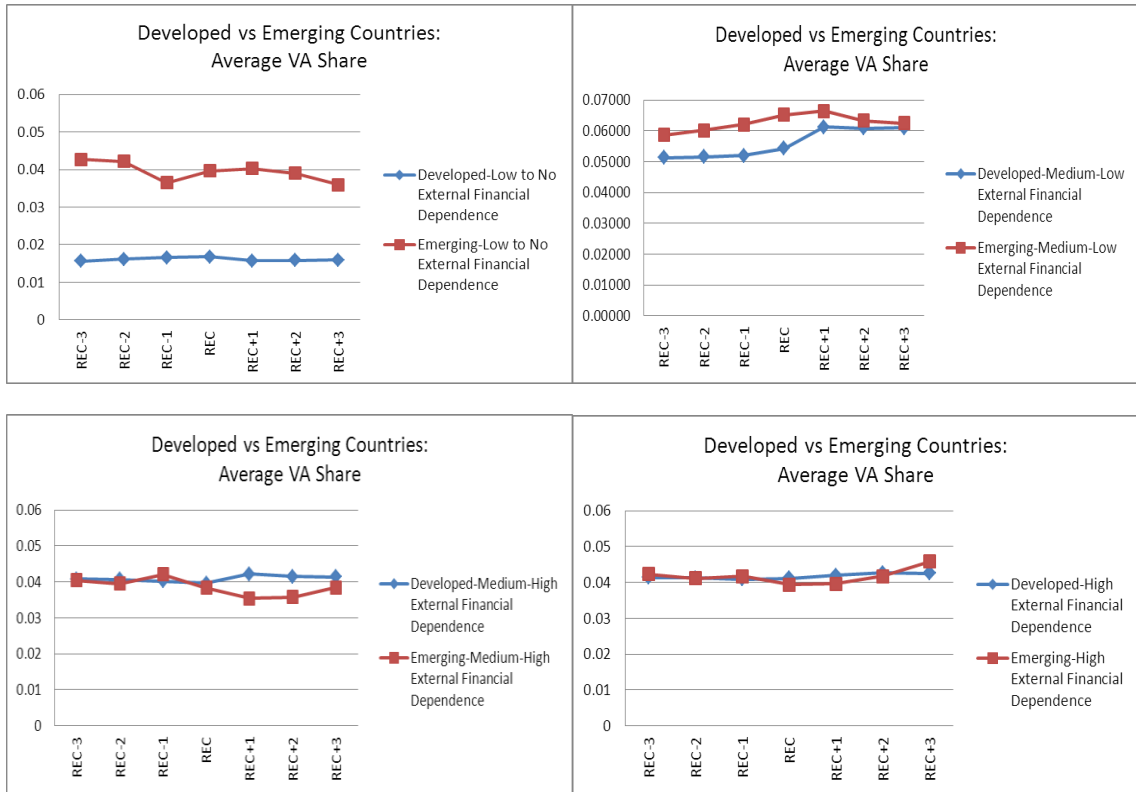 Developed vs Emerging Countries:
Average VA Share
0.06
0.05
0.04
0.03
0.02
0.01
0
REC-3
REC-2
REC-1
REC
REC+1
REC+2
REC+3
Developed-Low to No
External Financial
Dependence
Emerging-Low to No
External Financial
Dependence
Developed vs Emerging Countries:
Average VA Share
0.07000
0.06000
0.05000
0.04000
0.03000
0.02000
0.01000
0.00000
REC-3
REC-2
REC-1
REC
REC+1
REC+2
REC+3
Developed-Medium-Low
External Financial
Dependence
Emerging-Medium-Low
External Financial
Dependence
Developed vs Emerging Countries:
Average VA Share
0.06
0.05
0.04
0.03
0.02
0.01
0
REC-3
REC-2
REC-1
REC
REC+1
REC+2
REC+3
Developed-Medium-High
External Financial
Dependence
Emerging-Medium-High
External Financial
Dependence
Developed vs Emerging Countries:
Average VA Share
0.06
0.05
0.04
0.03
0.02
0.01
0
REC-3
REC-2
REC-1
REC
REC+1
REC+2
REC+3
Developed-High
External Financial
Dependence
Emerging-High
External Financial
Dependence